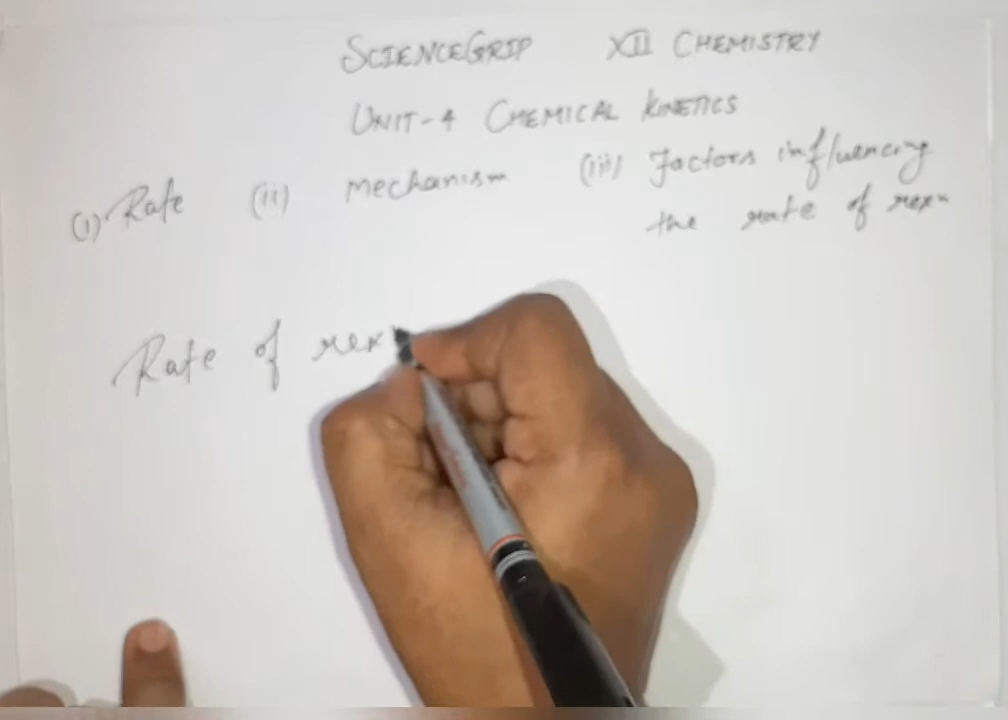 SCIENCEGRIP XII CHEMISTRY
UNIT-4 CHEMICAL KINETICS
(i) Rate (ii) mechanism (iii) Factors influencing
the rate of rexn
Rate of rex